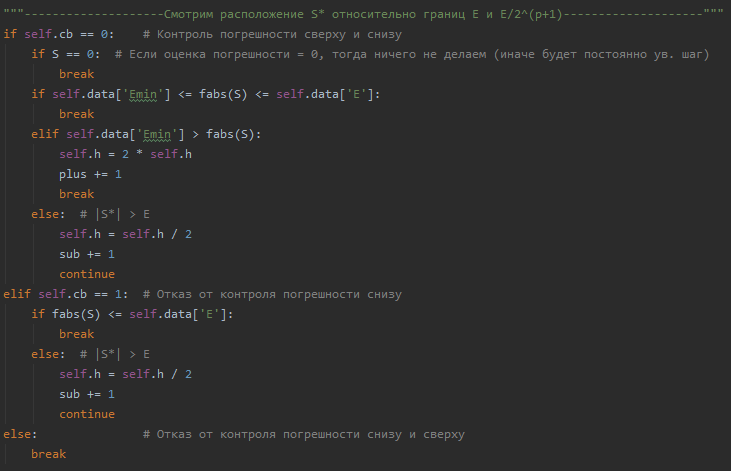 """--------------------Смотрим расположение S* относительно границ E и E/2^(p+1)--------------------"""
if self.cb == 0:    # Контроль погрешности сверху и снизу
    if S == 0:  # Если оценка погрешности = 0, тогда ничего не делаем (иначе будет постоянно ув. шаг)
        break
    if self.data['Emin'] <= fabs(S) <= self.data['E']:
        break
    elif self.data['Emin'] > fabs(S):
        self.h = 2 * self.h
        plus += 1
        break
    else:  # |S*| > E
        self.h = self.h / 2
        sub += 1
        continue
elif self.cb == 1:  # Отказ от контроля погрешности снизу
    if fabs(S) <= self.data['E']:
        break
    else:  # |S*| > E
        self.h = self.h / 2
        sub += 1
        continue
else:               # Отказ от контроля погрешности снизу и сверху
    break